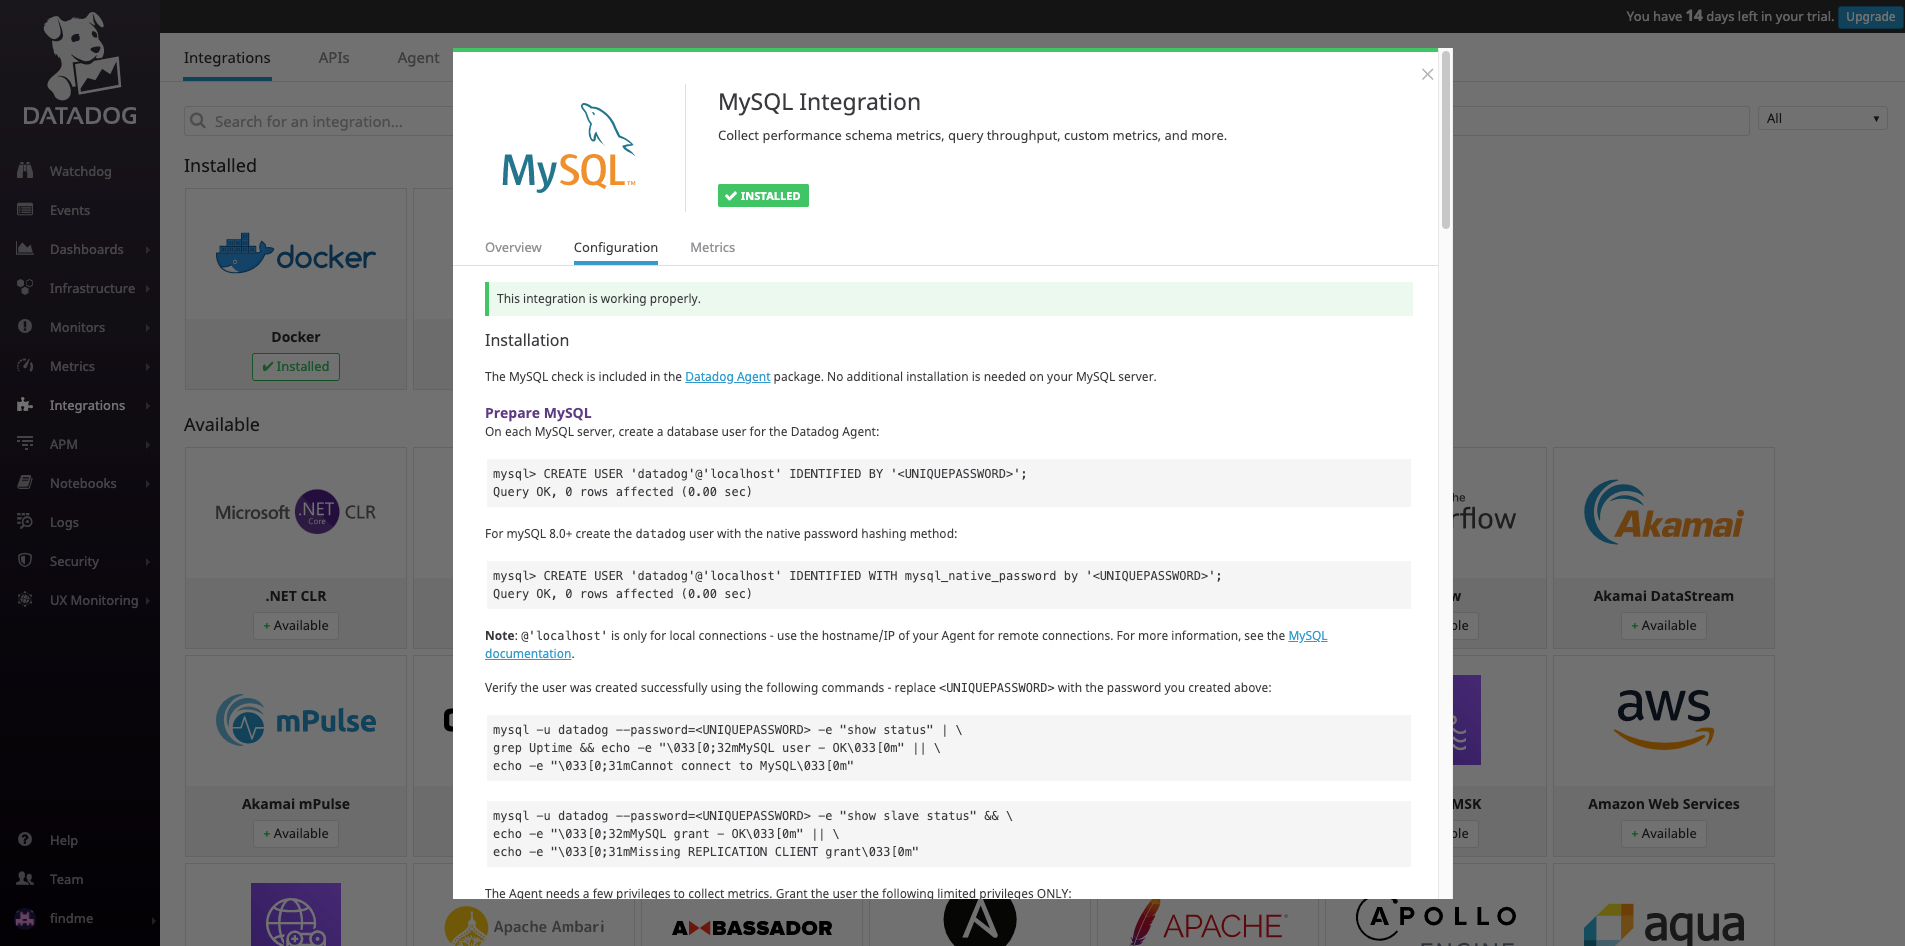 You have 14 days left in your trial. Upgrade
DATADOG
Watchdog
Events
Dashboards
Infrastructure
Monitors
Metrics
Integrations
APM
Notebooks
Logs
Security
UX Monitoring
Help
Team
findme
Integrations APIs Agent
Search for an integration...
All
Installed
docker
Docker
✔ Installed
Available
Microsoft .NET Core CLR
.NET CLR
+ Available
mPulse
Akamai mPulse
+ Available
Apache Ambari
AMBASSADOR
APACHE
APOLLO
ENGINE
aqua
the
rflow
w
ble
Akamai
Akamai DataStream
+ Available
MSK
ble
aws
Amazon Web Services
+ Available
MySQL™
MySQL Integration
Collect performance schema metrics, query throughput, custom metrics, and more.
✔ INSTALLED
Overview Configuration Metrics
This integration is working properly.
Installation
The MySQL check is included in the Datadog Agent package. No additional installation is needed on your MySQL server.
Prepare MySQL
On each MySQL server, create a database user for the Datadog Agent:
mysql> CREATE USER 'datadog'@'localhost' IDENTIFIED BY '<UNIQUEPASSWORD>';
Query OK, 0 rows affected (0.00 sec)
For mySQL 8.0+ create the datadog user with the native password hashing method:
mysql> CREATE USER 'datadog'@'localhost' IDENTIFIED WITH mysql_native_password by '<UNIQUEPASSWORD>';
Query OK, 0 rows affected (0.00 sec)
Note: @'localhost' is only for local connections - use the hostname/IP of your Agent for remote connections. For more information, see the MySQL
documentation.
Verify the user was created successfully using the following commands - replace <UNIQUEPASSWORD> with the password you created above:
mysql -u datadog --password=<UNIQUEPASSWORD> -e "show status" | \
grep Uptime && echo -e "\033[0;32mMySQL user - OK\033[0m" || \
echo -e "\033[0;31mCannot connect to MySQL\033[0m"
mysql -u datadog --password=<UNIQUEPASSWORD> -e "show slave status" && \
echo -e "\033[0;32mMySQL grant - OK\033[0m" || \
echo -e "\033[0;31mMissing REPLICATION CLIENT grant\033[0m"
The Agent needs a few privileges to collect metrics. Grant the user the following limited privileges ONLY: